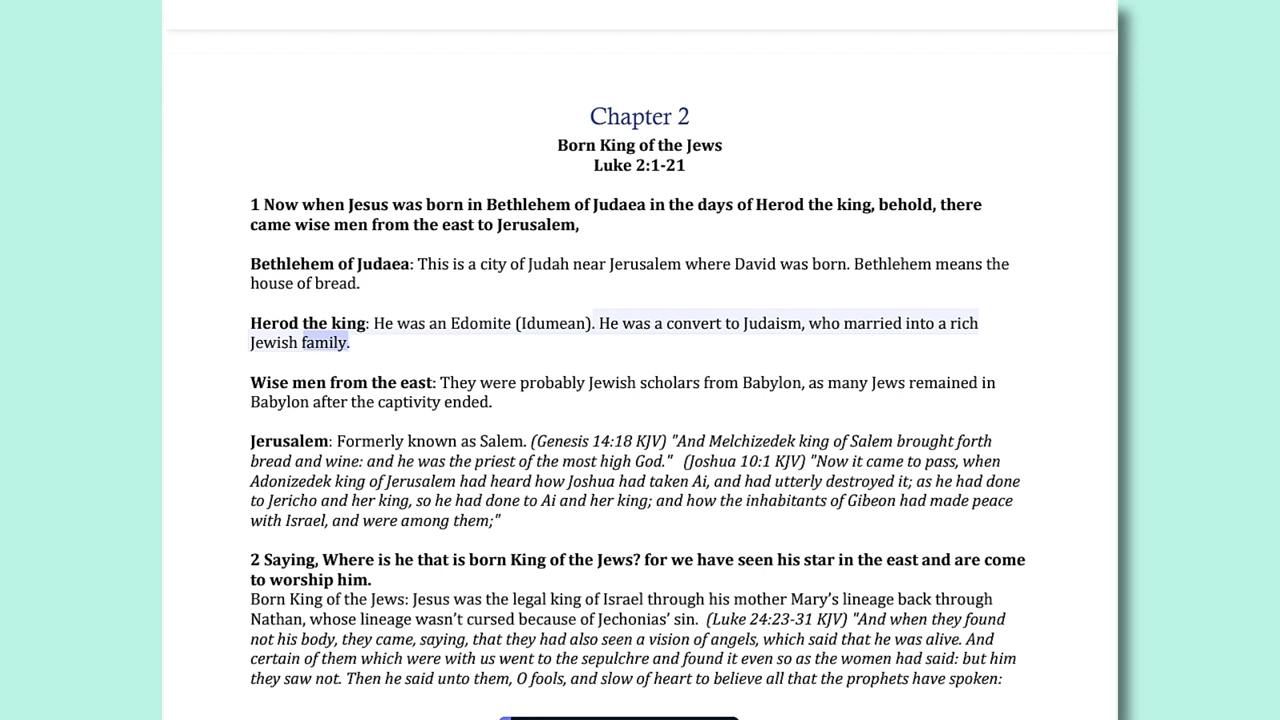 Chapter 2
Born King of the Jews
Luke 2:1-21
1 Now when Jesus was born in Bethlehem of Judaea in the days of Herod the king, behold, there
came wise men from the east to Jerusalem,
Bethlehem of Judaea: This is a city of Judah near Jerusalem where David was born. Bethlehem means the
house of bread.
Herod the king: He was an Edomite (Idumean). He was a convert to Judaism, who married into a rich
Jewish family.
Wise men from the east: They were probably Jewish scholars from Babylon, as many Jews remained in
Babylon after the captivity ended.
Jerusalem: Formerly known as Salem. (Genesis 14:18 KJV) "And Melchizedek king of Salem brought forth
bread and wine: and he was the priest of the most high God." (Joshua 10:1 KJV) "Now it came to pass, when
Adonizedek king of Jerusalem had heard how Joshua had taken Ai, and had utterly destroyed it; as he had done
to Jericho and her king, so he had done to Ai and her king; and how the inhabitants of Gibeon had made peace
with Israel, and were among them;"
2 Saying, Where is he that is born King of the Jews? for we have seen his star in the east and are come
to worship him.
Born King of the Jews: Jesus was the legal king of Israel through his mother Mary’s lineage back through
Nathan, whose lineage wasn’t cursed because of Jechonias’ sin. (Luke 24:23-31 KJV) "And when they found
not his body, they came, saying, that they had also seen a vision of angels, which said that he was alive. And
certain of them which were with us went to the sepulchre and found it even so as the women had said: but him
they saw not. Then he said unto them, O fools, and slow of heart to believe all that the prophets have spoken: